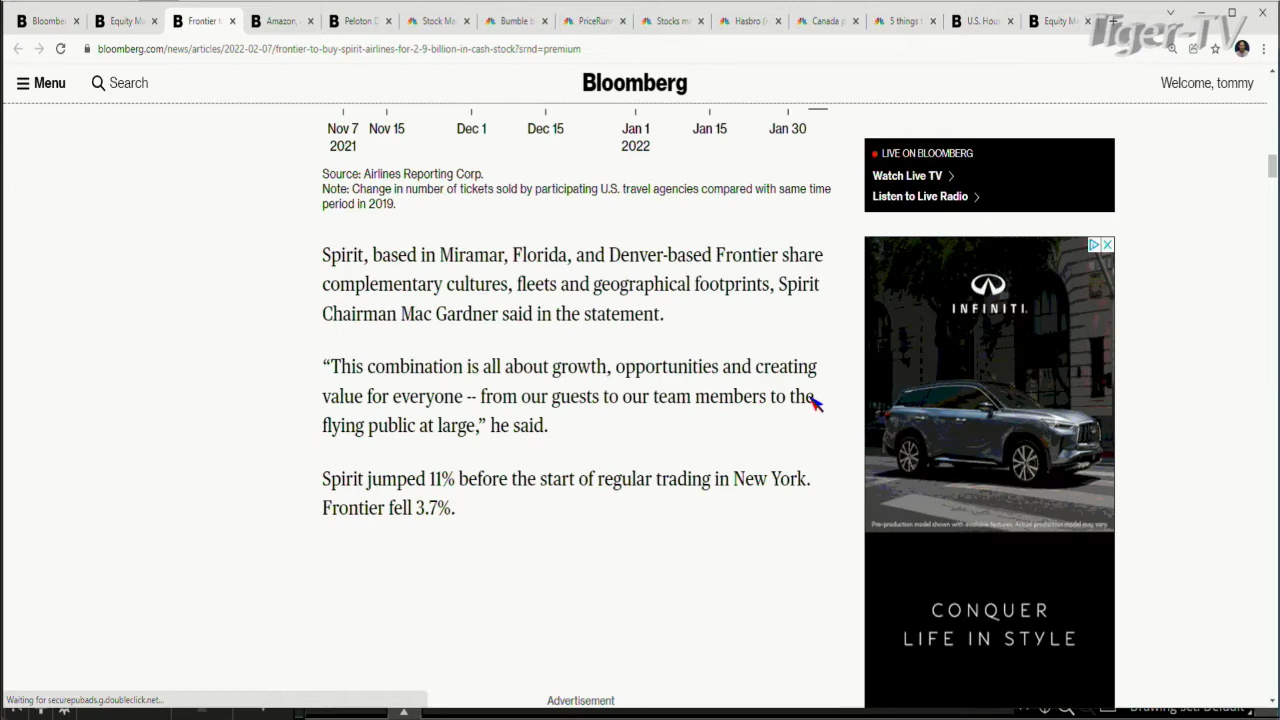 Bloomber
Equity Me
Frontier t
Amazon,
Peloton D
Stock Ma
Bumble b
PriceRun
Stocks m
Hasbro (
Canada p
5 things t
U.S. Hou
Equity M
Tiger-TV
bloomberg.com/news/articles/2022-02-07/frontier-to-buy-spirit-airlines-for-2-9-billion-in-cash-stock?srnd=premium
Menu
Search
Bloomberg
Welcome, tommy
Nov 7 Nov 15 Dec 1 Dec 15 Jan 1 Jan 15 Jan 30
2021 2022
Source: Airlines Reporting Corp.
Note: Change in number of tickets sold by participating U.S. travel agencies compared with same time
period in 2019.
Spirit, based in Miramar, Florida, and Denver-based Frontier share
complementary cultures, fleets and geographical footprints, Spirit
Chairman Mac Gardner said in the statement.
“This combination is all about growth, opportunities and creating
value for everyone -- from our guests to our team members to the
flying public at large,” he said.
Spirit jumped 11% before the start of regular trading in New York.
Frontier fell 3.7%.
LIVE ON BLOOMBERG
Watch Live TV
Listen to Live Radio
INFINITI
Pre-production model shown with available features. Actual production model may vary.
CONQUER
LIFE IN STYLE
Advertisement
Waiting for securepubads.g.doubleclick.net...
Drawing set: Default